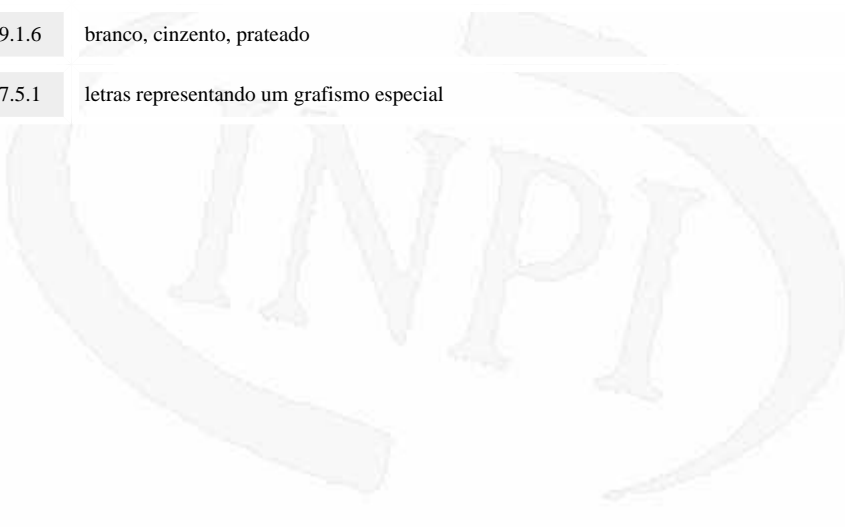 9.1.6 branco, cinzento, prateado
7.5.1 letras representando um grafismo especial
INPI